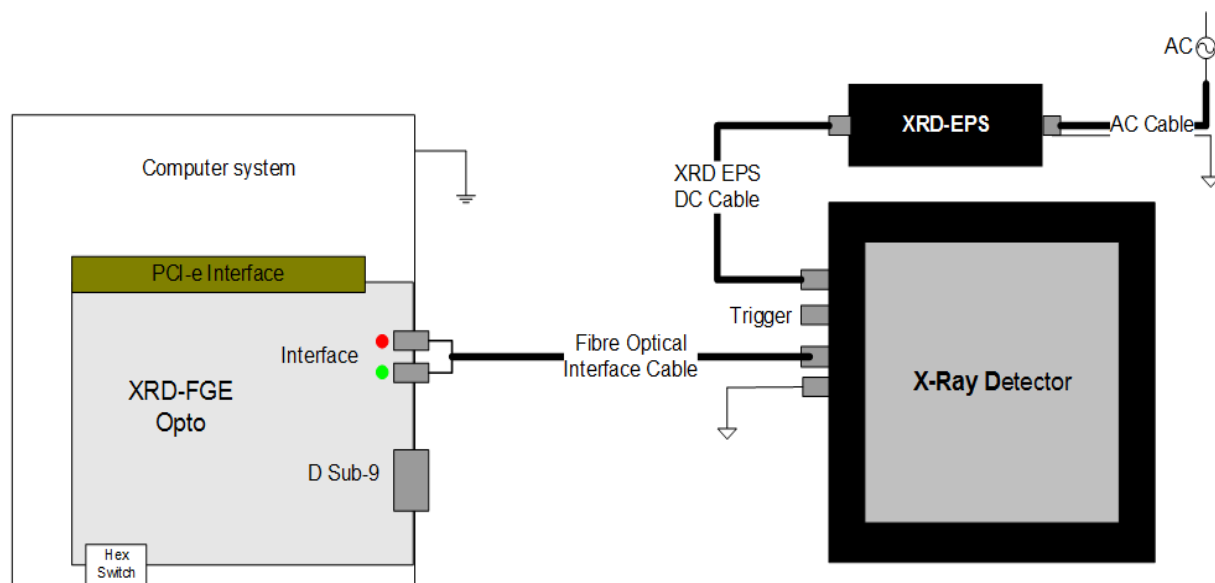 AC
XRD-EPS
AC Cable
Computer system
XRD EPS
DC Cable
PCI-e Interface
Trigger
Interface
Fibre Optical
Interface Cable
XRD-FGE
Opto
X-Ray Detector
D Sub-9
Hex
Switch